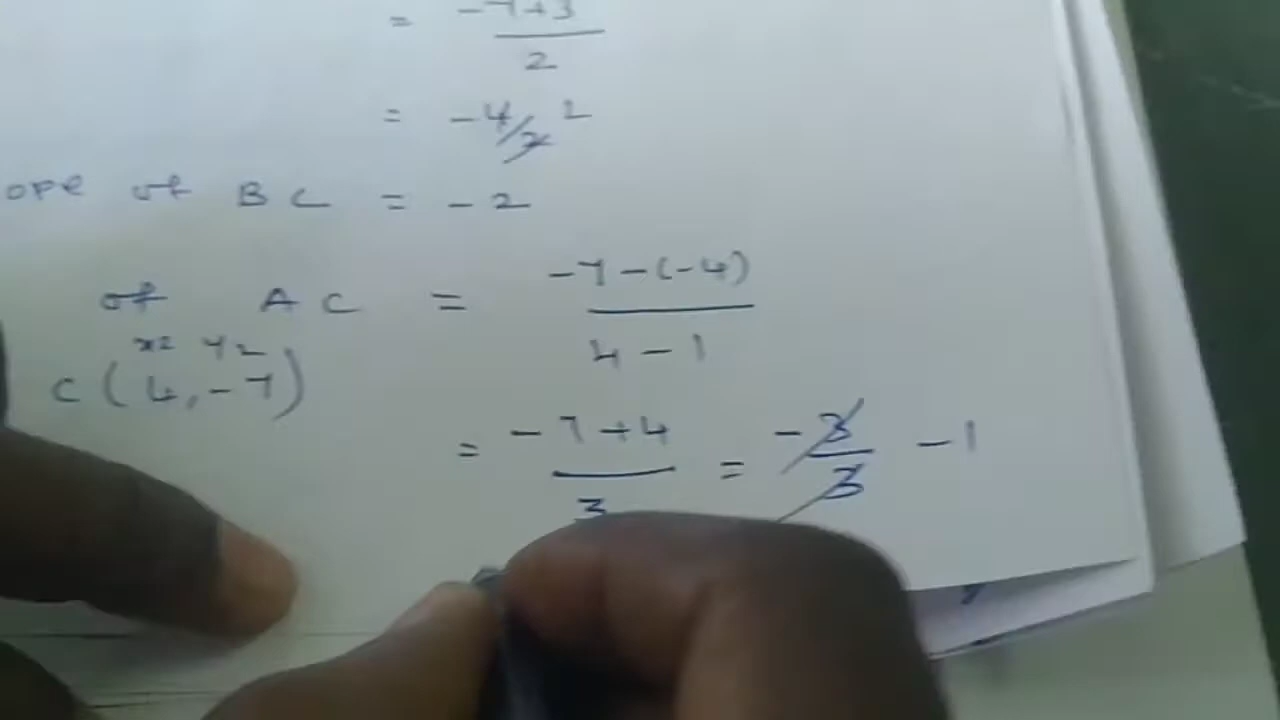 = -7+3
2
= -4/2 2
ope of BC = -2
of AC = -7-(-4)
4-1
x2 y2
C(4,-7)
= -7+4 = -3 -1
3 3